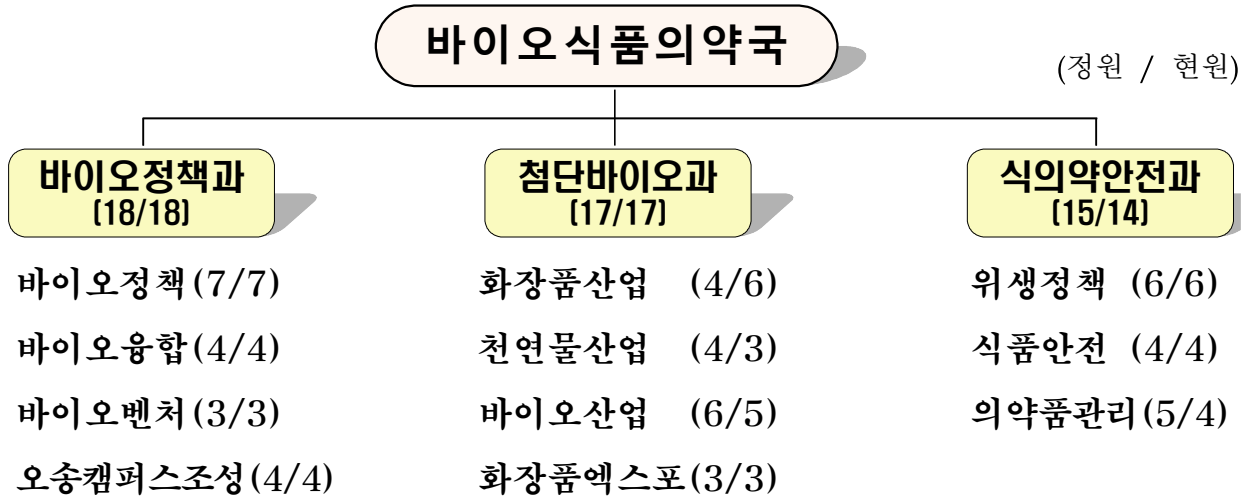 바이오식품의약국
(정원 / 현원)
바이오정책과
(18/18)
첨단바이오과
(17/17)
식의약안전과
(15/14)
바이오정책(7/7)
바이오융합(4/4)
바이오벤처(3/3)
오송캠퍼스조성(4/4)
화장품산업 (4/6)
천연물산업 (4/3)
바이오산업 (6/5)
화장품엑스포(3/3)
위생정책 (6/6)
식품안전 (4/4)
의약품관리(5/4)